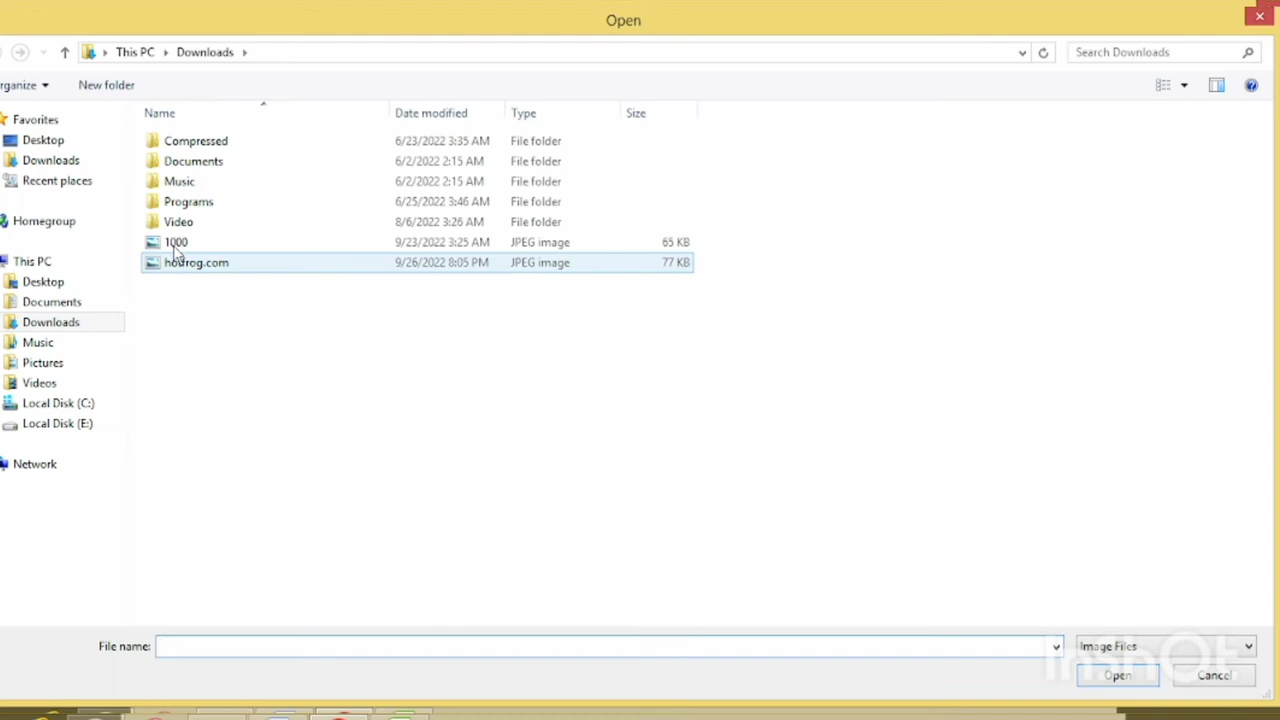 Open
This PC Downloads Search Downloads
rganize New folder
Name Date modified Type Size
Favorites
Desktop
Downloads
Recent places
Homegroup
This PC
Desktop
Documents
Downloads
Music
Pictures
Videos
Local Disk (C:)
Local Disk (E:)
Network
Compressed 6/23/2022 3:35 AM File folder
Documents 6/2/2022 2:15 AM File folder
Music 6/2/2022 2:15 AM File folder
Programs 6/25/2022 3:46 AM File folder
Video 8/6/2022 3:26 AM File folder
1000 9/23/2022 3:25 AM JPEG image 65 KB
9/26/2022 8:05 PM JPEG image 77 KB
File name: Image Files
Open Cancel
InShOt